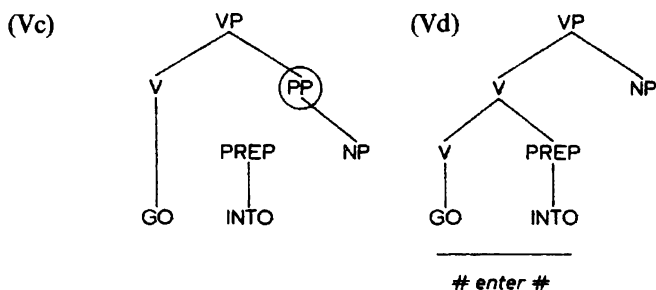 (Vc) VP (Vd) VP
V PP V NP
PREP NP V PREP
GO INTO GO INTO
# enter #